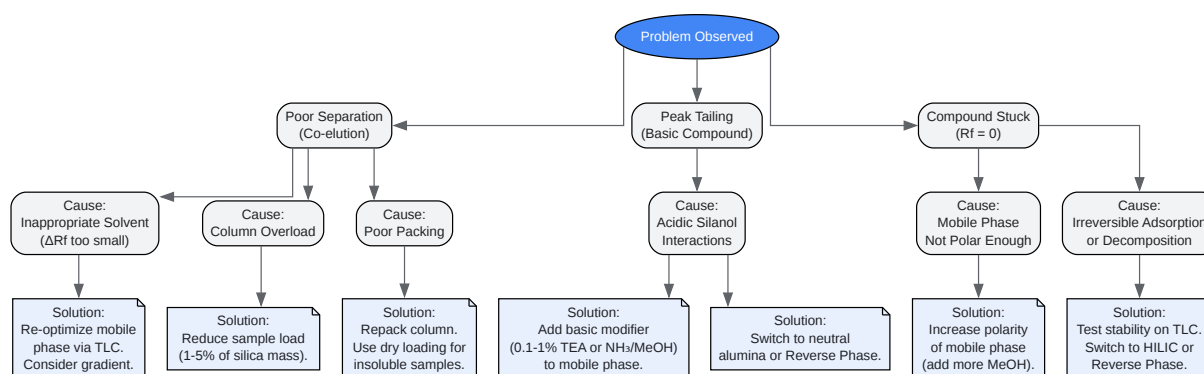 Problem Observed
Poor Separation
(Co-elution)
Peak Tailing
(Basic Compound)
Compound Stuck
(Rf = 0)
Cause:
Inappropriate Solvent
(ΔRf too small)
Cause:
Column Overload
Cause:
Poor Packing
Cause:
Acidic Silanol
Interactions
Cause:
Mobile Phase
Not Polar Enough
Cause:
Irreversible Adsorption
or Decomposition
Solution:
Re-optimize mobile
phase via TLC.
Consider gradient.
Solution:
Reduce sample load
(1-5% of silica mass).
Solution:
Repack column.
Use dry loading for
insoluble samples.
Solution:
Add basic modifier
(0.1-1% TEA or NH₃/MeOH)
to mobile phase.
Solution:
Switch to neutral
alumina or Reverse Phase.
Solution:
Increase polarity
of mobile phase
(add more MeOH).
Solution:
Test stability on TLC.
Switch to HILIC or
Reverse Phase.